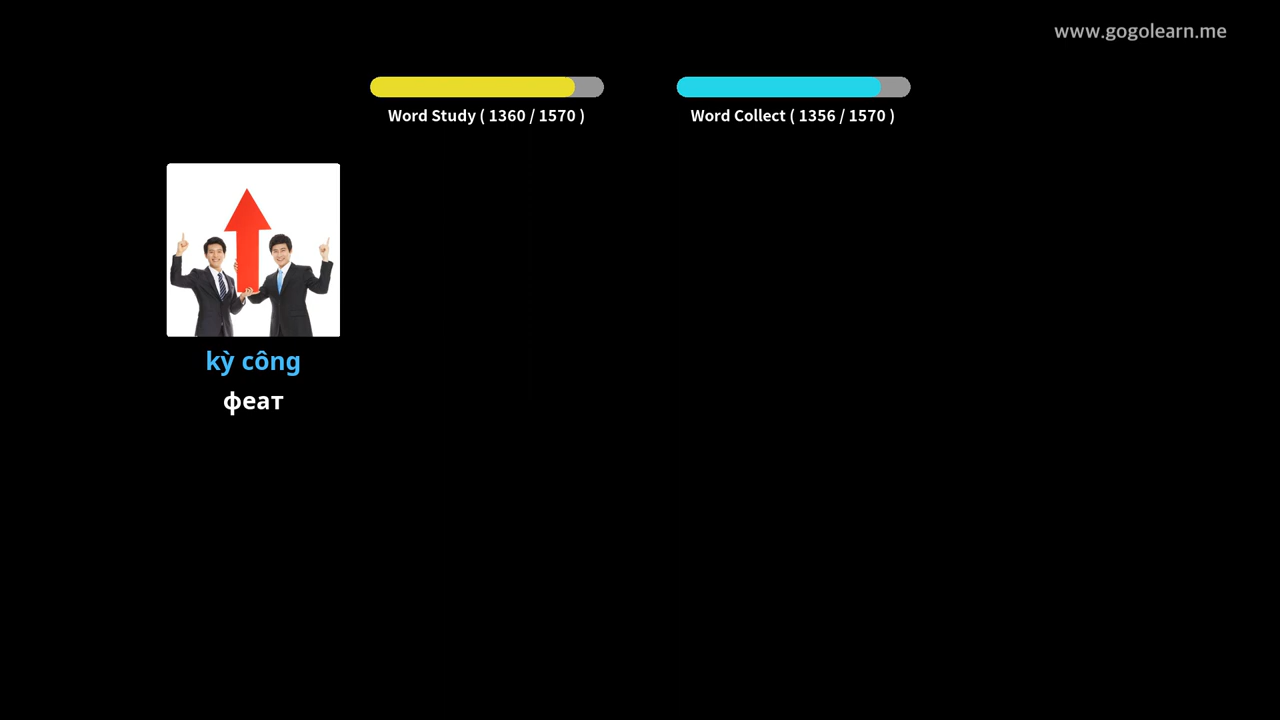 www.gogolearn.me
Word Study ( 1360 / 1570 )
Word Collect ( 1356 / 1570 )
kỳ công
феат